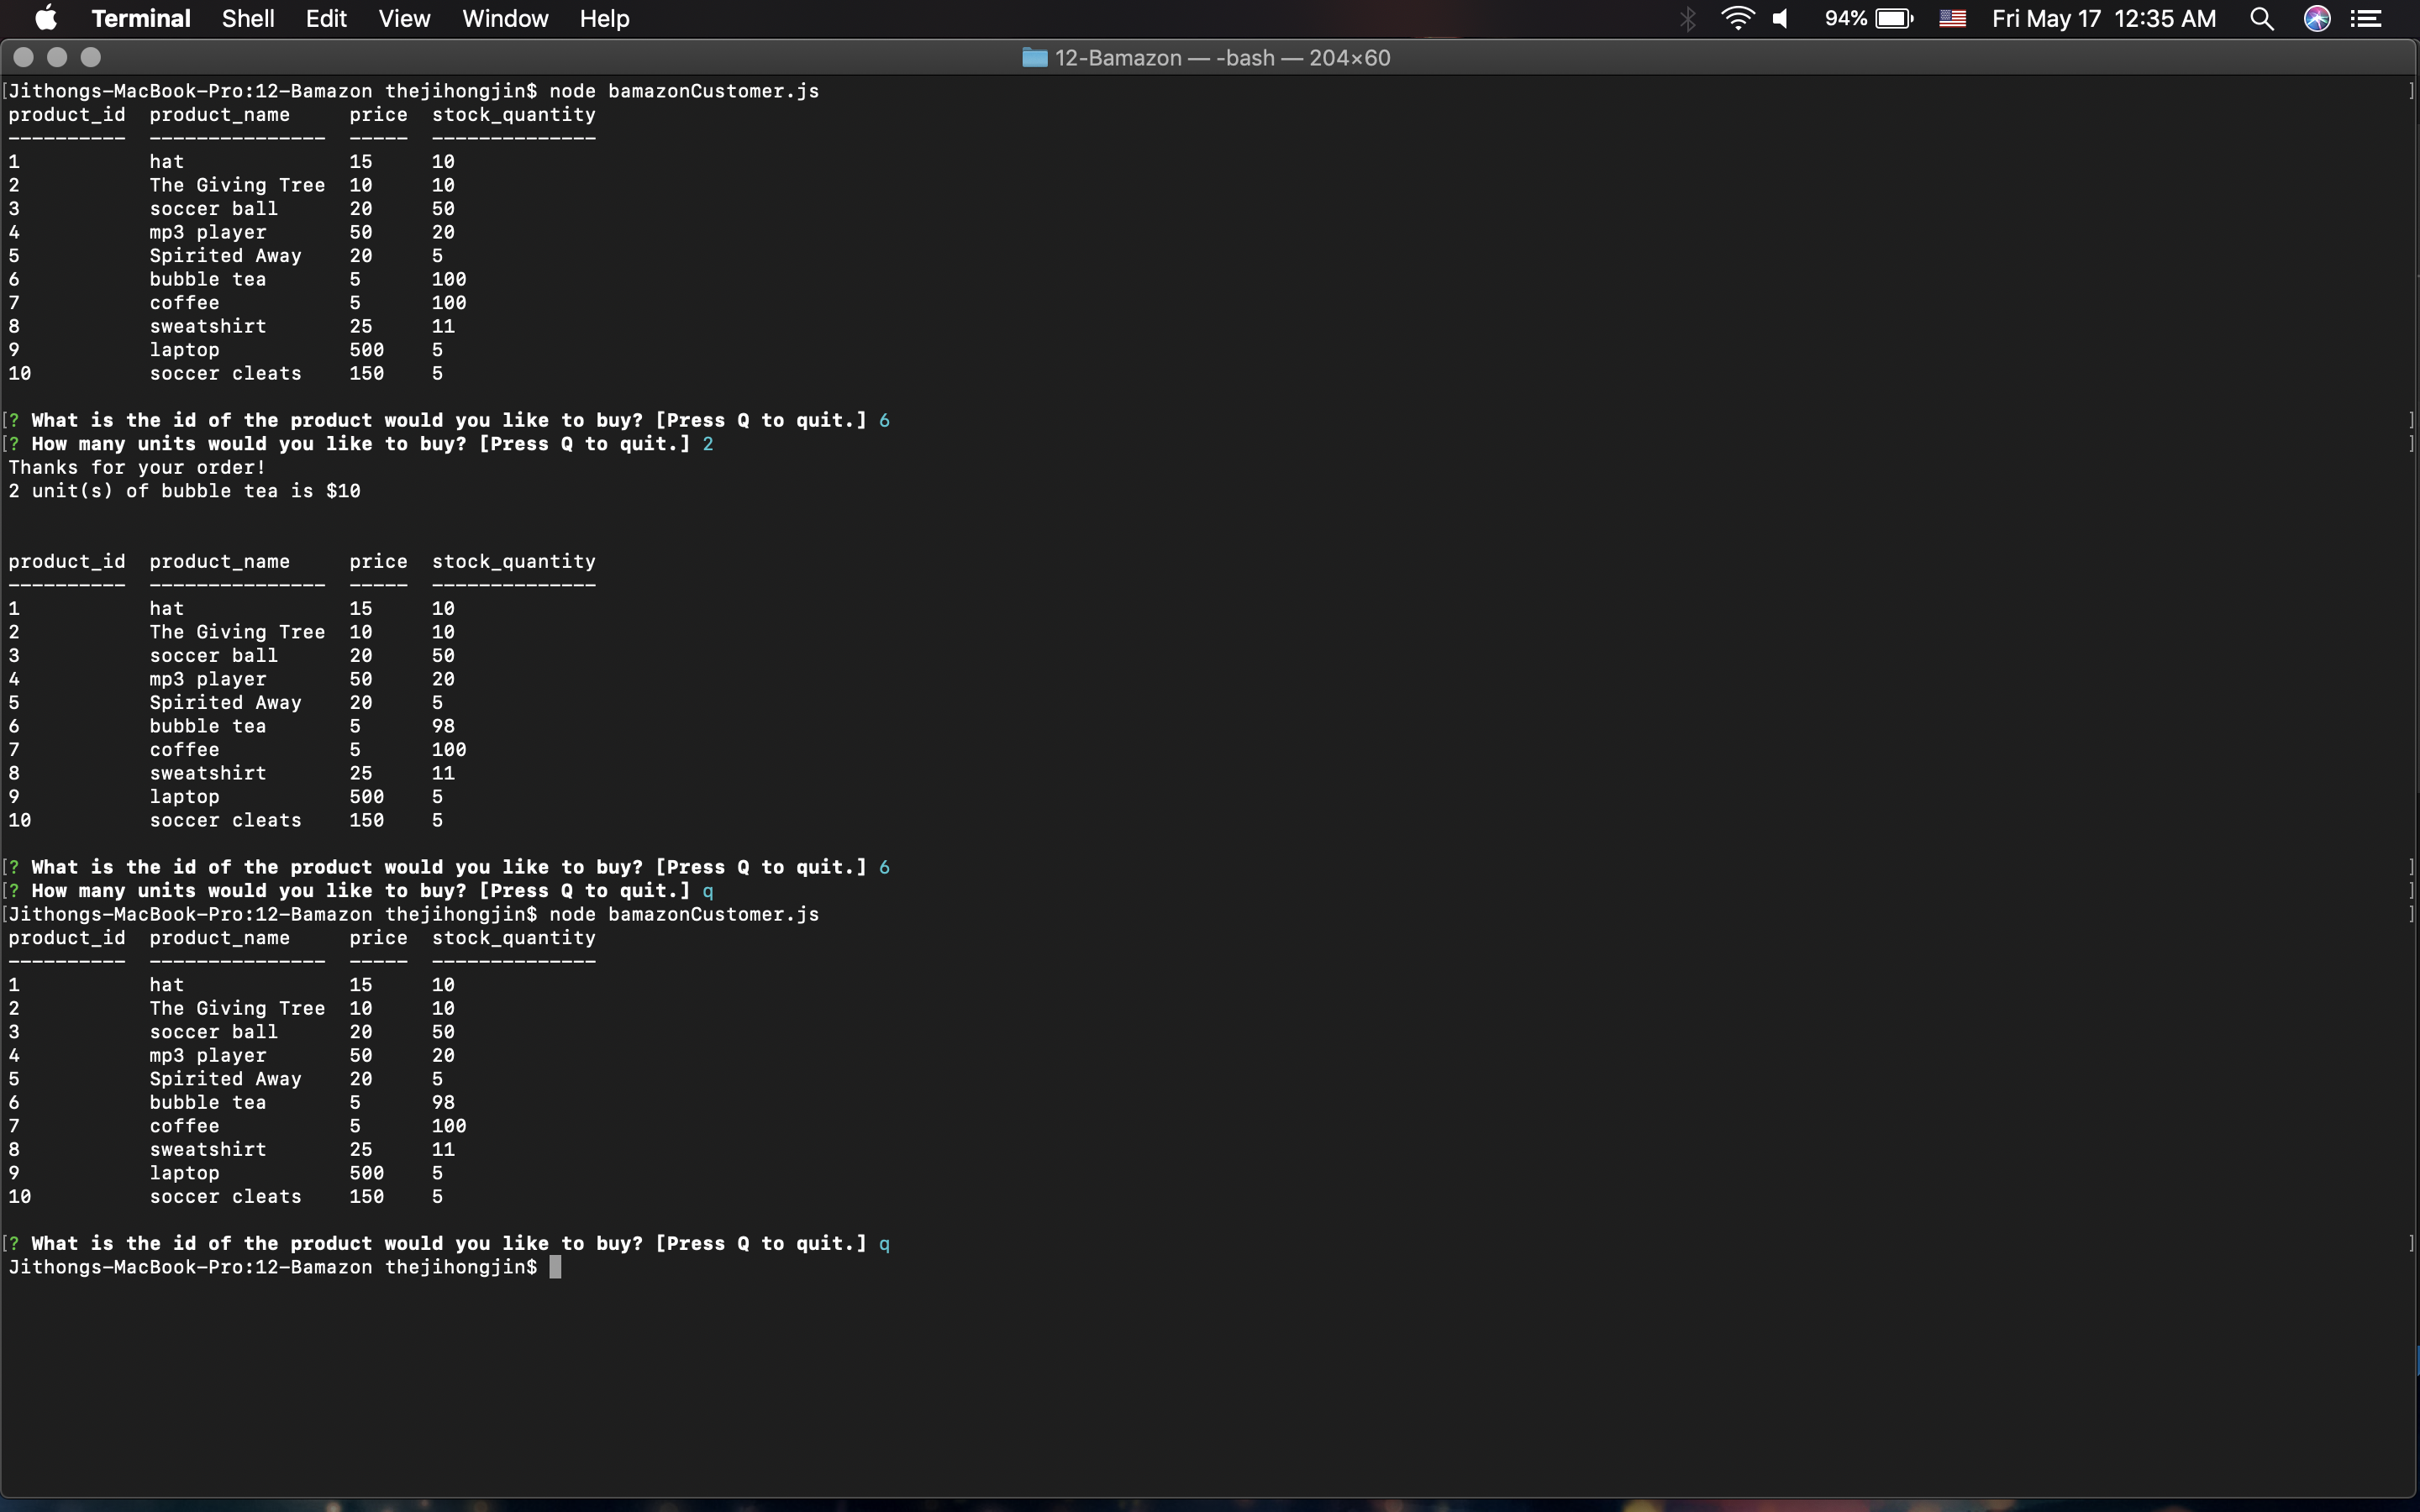 Terminal Shell Edit View Window Help 94% Fri May 17 12:35 AM
12-Bamazon — -bash — 204×60
[Jithongs-MacBook-Pro:12-Bamazon thejihongjin$ node bamazonCustomer.js ]
product_id  product_name     price  stock_quantity
----------  ---------------  -----  --------------
1           hat              15     10
2           The Giving Tree  10     10
3           soccer ball      20     50
4           mp3 player       50     20
5           Spirited Away    20     5
6           bubble tea       5      100
7           coffee           5      100
8           sweatshirt       25     11
9           laptop           500    5
10          soccer cleats    150    5
[? What is the id of the product would you like to buy? [Press Q to quit.] 6 ]
[? How many units would you like to buy? [Press Q to quit.] 2 ]
Thanks for your order!
2 unit(s) of bubble tea is $10
product_id  product_name     price  stock_quantity
----------  ---------------  -----  --------------
1           hat              15     10
2           The Giving Tree  10     10
3           soccer ball      20     50
4           mp3 player       50     20
5           Spirited Away    20     5
6           bubble tea       5      98
7           coffee           5      100
8           sweatshirt       25     11
9           laptop           500    5
10          soccer cleats    150    5
[? What is the id of the product would you like to buy? [Press Q to quit.] 6 ]
[? How many units would you like to buy? [Press Q to quit.] q ]
[Jithongs-MacBook-Pro:12-Bamazon thejihongjin$ node bamazonCustomer.js ]
product_id  product_name     price  stock_quantity
----------  ---------------  -----  --------------
1           hat              15     10
2           The Giving Tree  10     10
3           soccer ball      20     50
4           mp3 player       50     20
5           Spirited Away    20     5
6           bubble tea       5      98
7           coffee           5      100
8           sweatshirt       25     11
9           laptop           500    5
10          soccer cleats    150    5
[? What is the id of the product would you like to buy? [Press Q to quit.] q ]
Jithongs-MacBook-Pro:12-Bamazon thejihongjin$